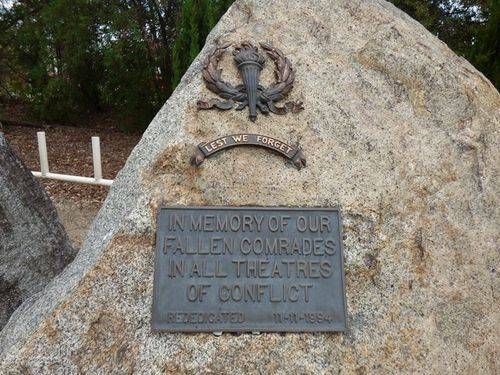 LEST WE FORGET
IN MEMORY OF OUR
FALLEN COMRADES
IN ALL THEATRES
OF CONFLICT
REDEDICATED 11-11-1994